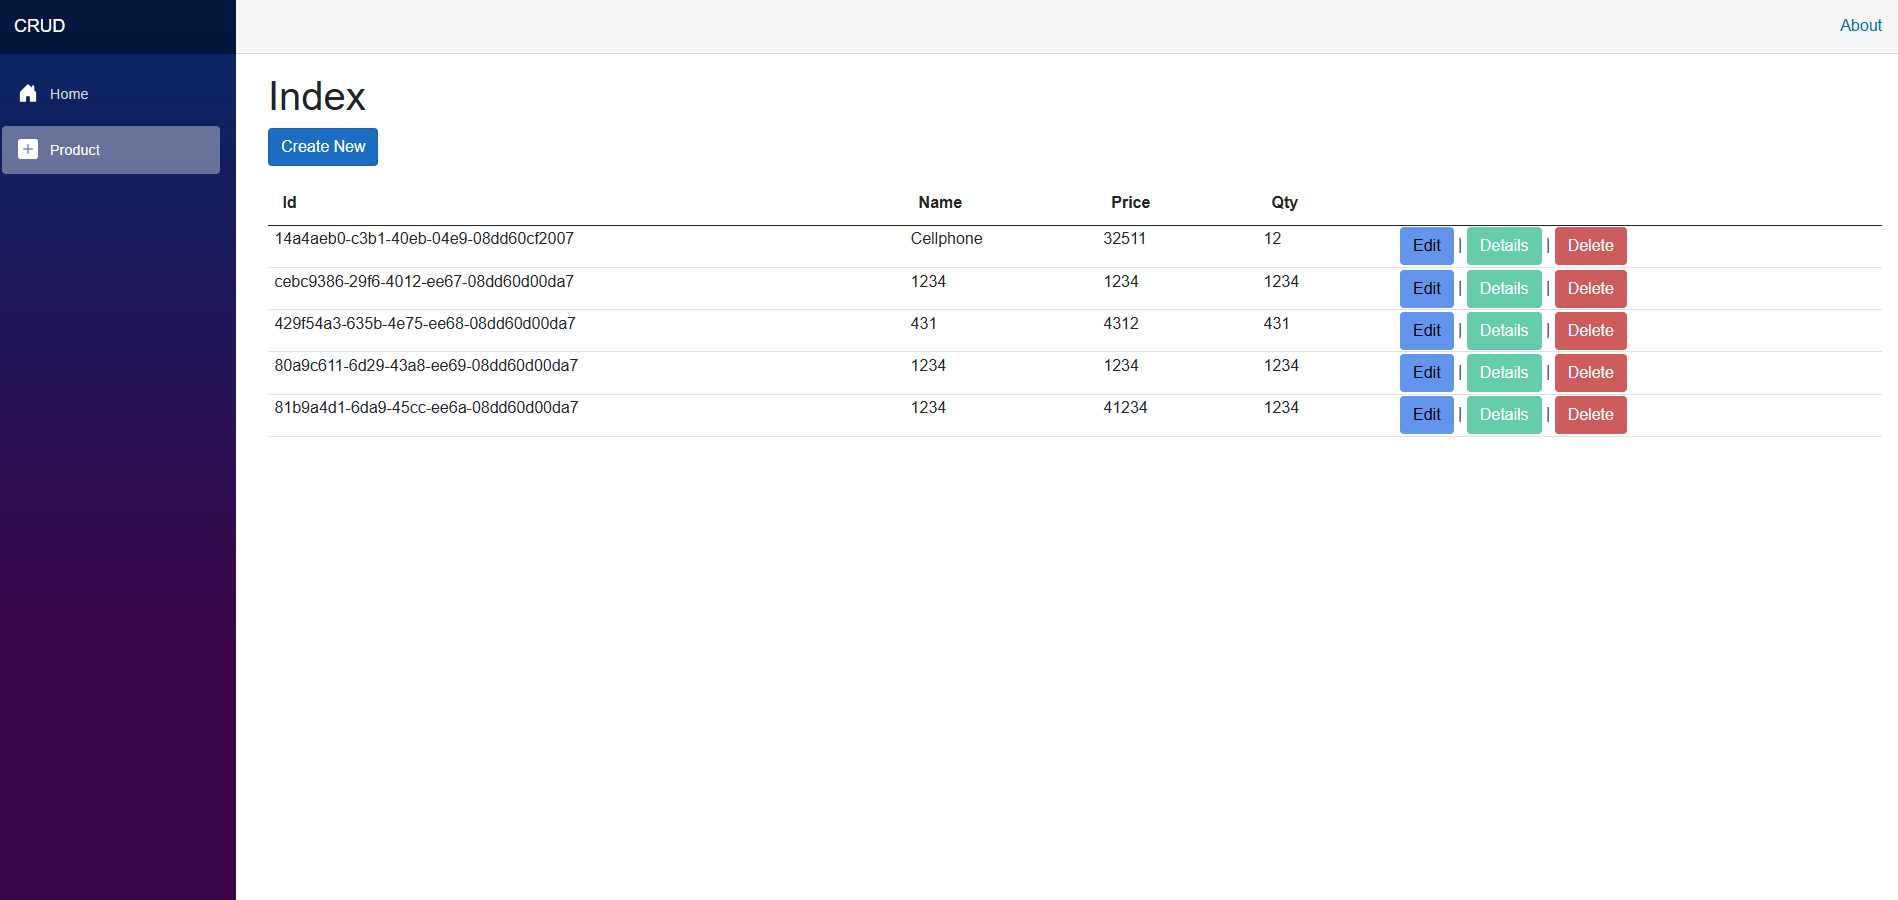 CRUD
About
Home
Product
Index
Create New
Id Name Price Qty
14a4aeb0-c3b1-40eb-04e9-08dd60cf2007 Cellphone 32511 12 Edit | Details | Delete
cebc9386-29f6-4012-ee67-08dd60d00da7 1234 1234 1234 Edit | Details | Delete
429f54a3-635b-4e75-ee68-08dd60d00da7 431 4312 431 Edit | Details | Delete
80a9c611-6d29-43a8-ee69-08dd60d00da7 1234 1234 1234 Edit | Details | Delete
81b9a4d1-6da9-45cc-ee6a-08dd60d00da7 1234 41234 1234 Edit | Details | Delete